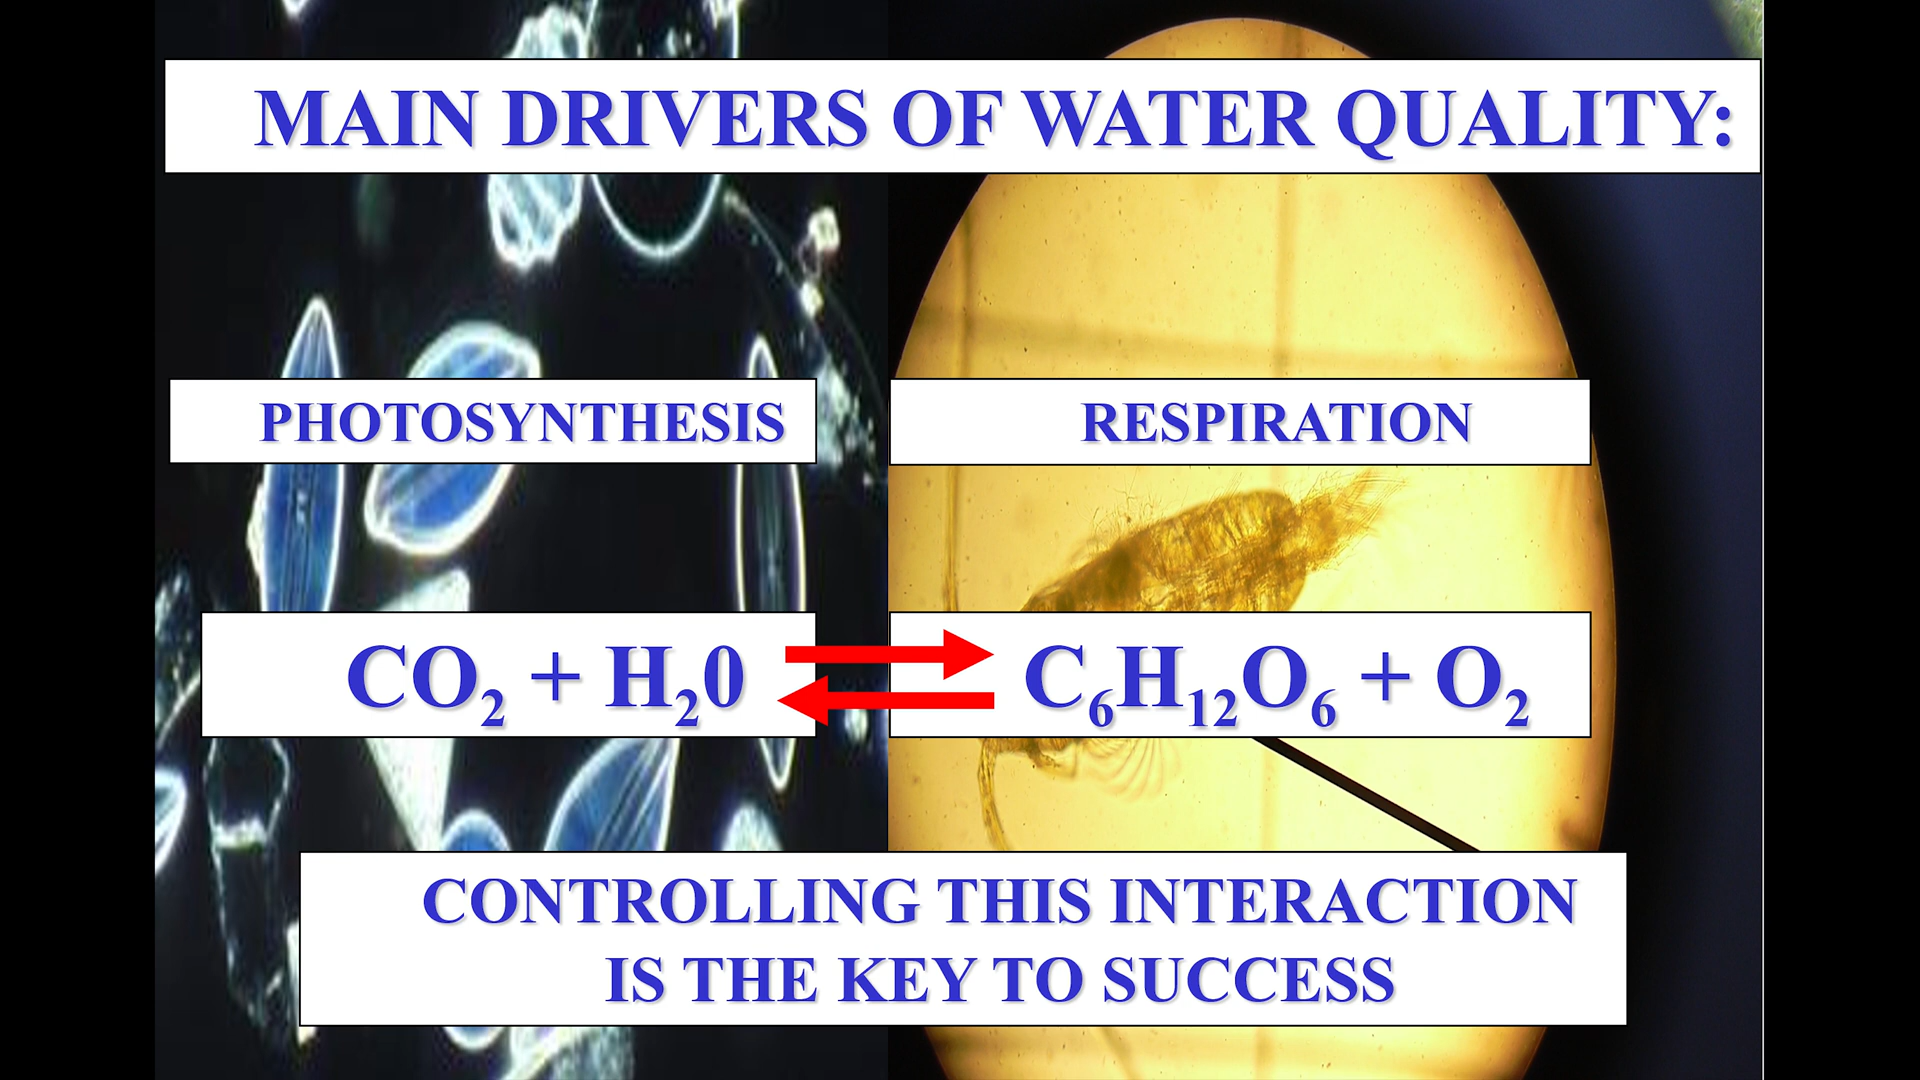 MAIN DRIVERS OF WATER QUALITY:
PHOTOSYNTHESIS
RESPIRATION
CO₂ + H₂0
C₆H₁₂O₆ + O₂
CONTROLLING THIS INTERACTION
IS THE KEY TO SUCCESS